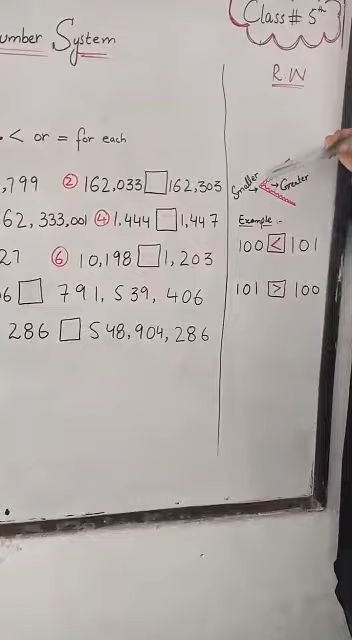 Class # 5th
umber System
R.W
< or = for each
Smaller → Greater
,799 ② 162,033 □ 162,303
Example :-
62, 333,001 ④ 1,444 □ 1,447
100 < 101
27 ⑥ 10,198 □ 1,203
6 □ 791, 539, 406
101 > 100
286 □ 548,904,286